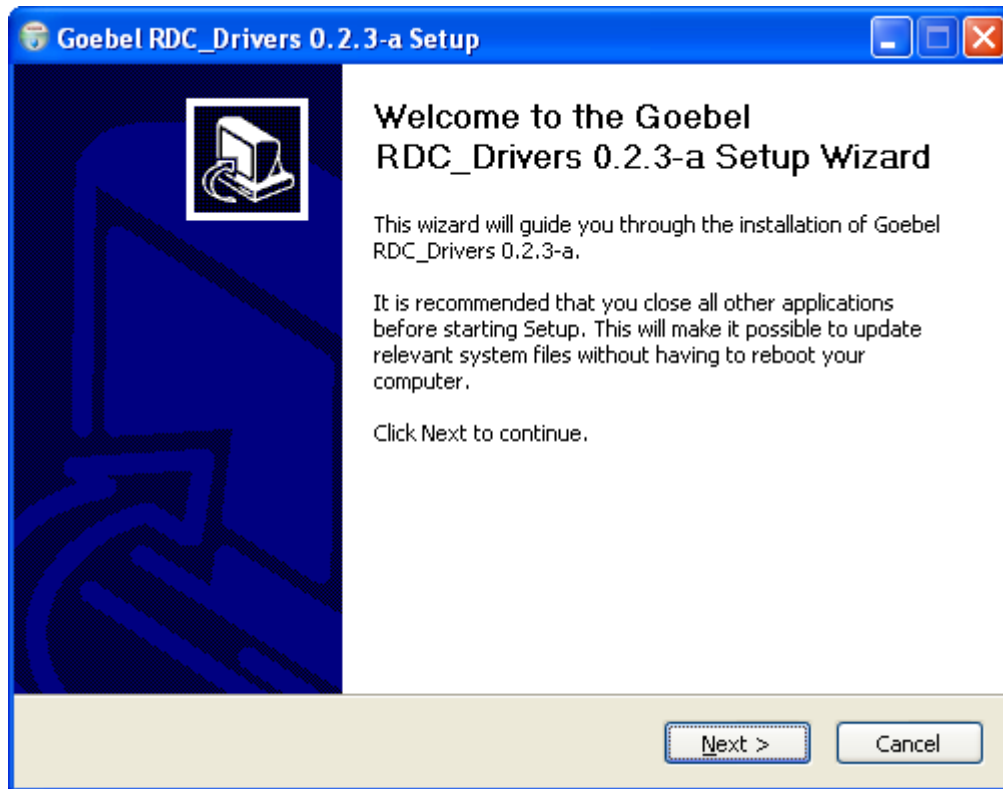 Goebel RDC_Drivers 0.2.3-a Setup
Welcome to the Goebel
RDC_Drivers 0.2.3-a Setup Wizard
This wizard will guide you through the installation of Goebel
RDC_Drivers 0.2.3-a.
It is recommended that you close all other applications
before starting Setup. This will make it possible to update
relevant system files without having to reboot your
computer.
Click Next to continue.
Next >
Cancel